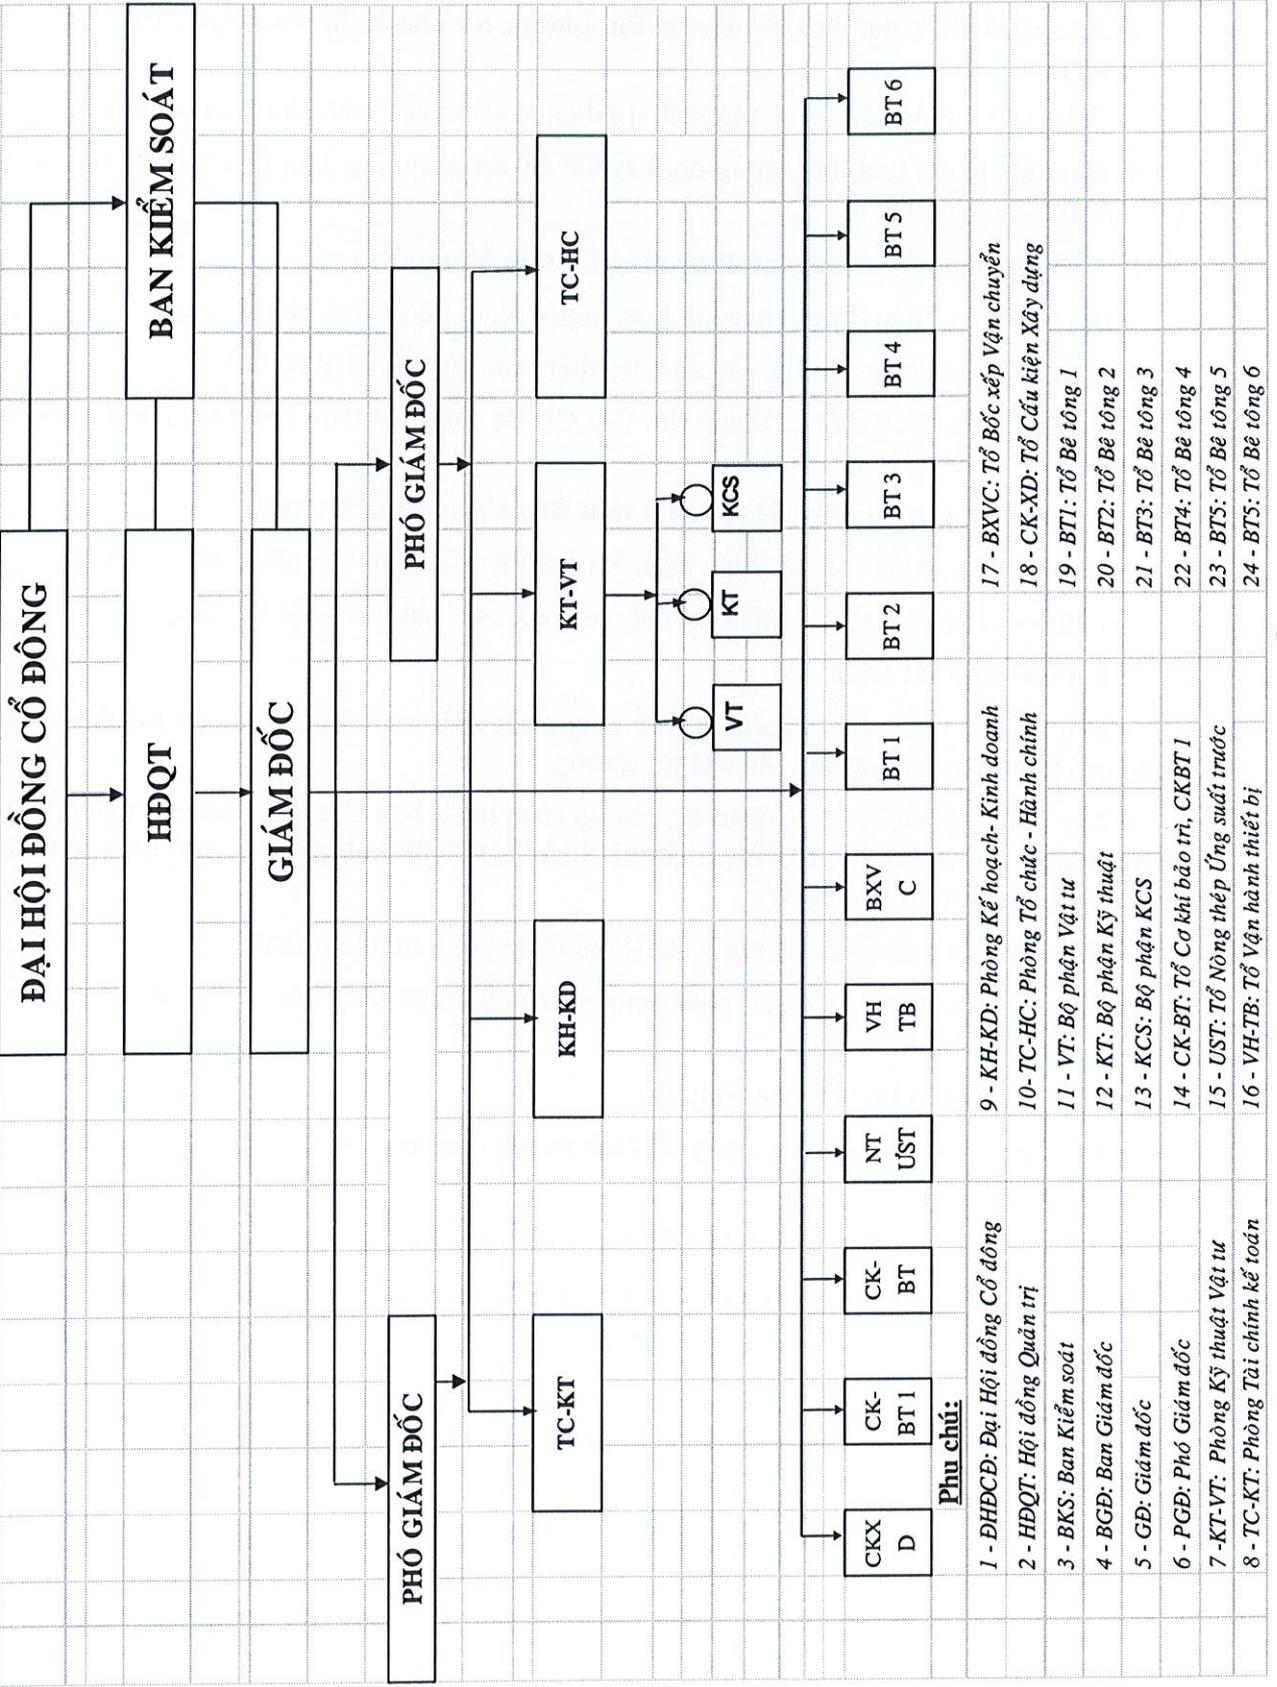 ĐẠI HỘI ĐỒNG CỔ ĐÔNG
HĐQT
BAN KIỂM SOÁT
GIÁM ĐỐC
PHÓ GIÁM ĐỐC
PHÓ GIÁM ĐỐC
TC-KT
KH-KD
KT-VT
TC-HC
VT
KT
KCS
CKX
D
CK-
BT 1
CK-
BT
NT
ƯST
VH
TB
BXV
C
BT 1
BT 2
BT 3
BT 4
BT 5
BT 6
Phụ chú:
1 - ĐHĐCĐ: Đại Hội đồng Cổ đông
2 - HĐQT: Hội đồng Quản trị
3 - BKS: Ban Kiểm soát
4 - BGĐ: Ban Giám đốc
5 - GĐ: Giám đốc
6 - PGĐ: Phó Giám đốc
7 -KT-VT: Phòng Kỹ thuật Vật tư
8 - TC-KT: Phòng Tài chính kế toán
9 - KH-KD: Phòng Kế hoạch- Kinh doanh
10- TC-HC: Phòng Tổ chức - Hành chính
11 - VT: Bộ phận Vật tư
12 - KT: Bộ phận Kỹ thuật
13 - KCS: Bộ phận KCS
14 - CK-BT: Tổ Cơ khí bảo trì, CKBT 1
15 - UST: Tổ Nòng thép Ứng suất trước
16 - VH-TB: Tổ Vận hành thiết bị
17 - BXVC: Tổ Bốc xếp Vận chuyển
18 - CK-XD: Tổ Cấu kiện Xây dựng
19 - BT1: Tổ Bê tông 1
20 - BT2: Tổ Bê tông 2
21 - BT3: Tổ Bê tông 3
22 - BT4: Tổ Bê tông 4
23 - BT5: Tổ Bê tông 5
24 - BT5: Tổ Bê tông 6